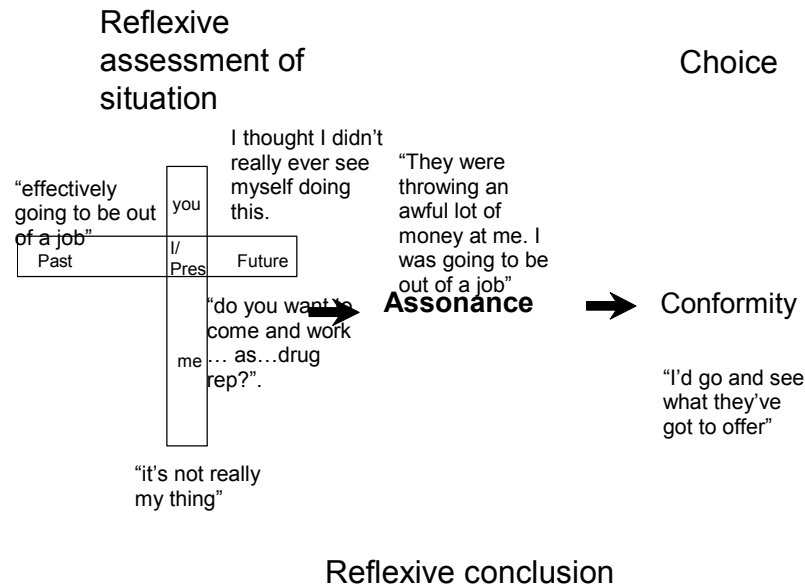 Reflexive
assessment of
situation
Choice
I thought I didn't
really ever see
myself doing
this.
“They were
throwing an
awful lot of
money at me. I
was going to be
out of a job”
“effectively
going to be out
of a job”
you
Past
I/
Pres
Future
“do you want to
come and work
… as…drug
rep?”.
me
Assonance
Conformity
“I'd go and see
what they've
got to offer”
“it's not really
my thing”
Reflexive conclusion